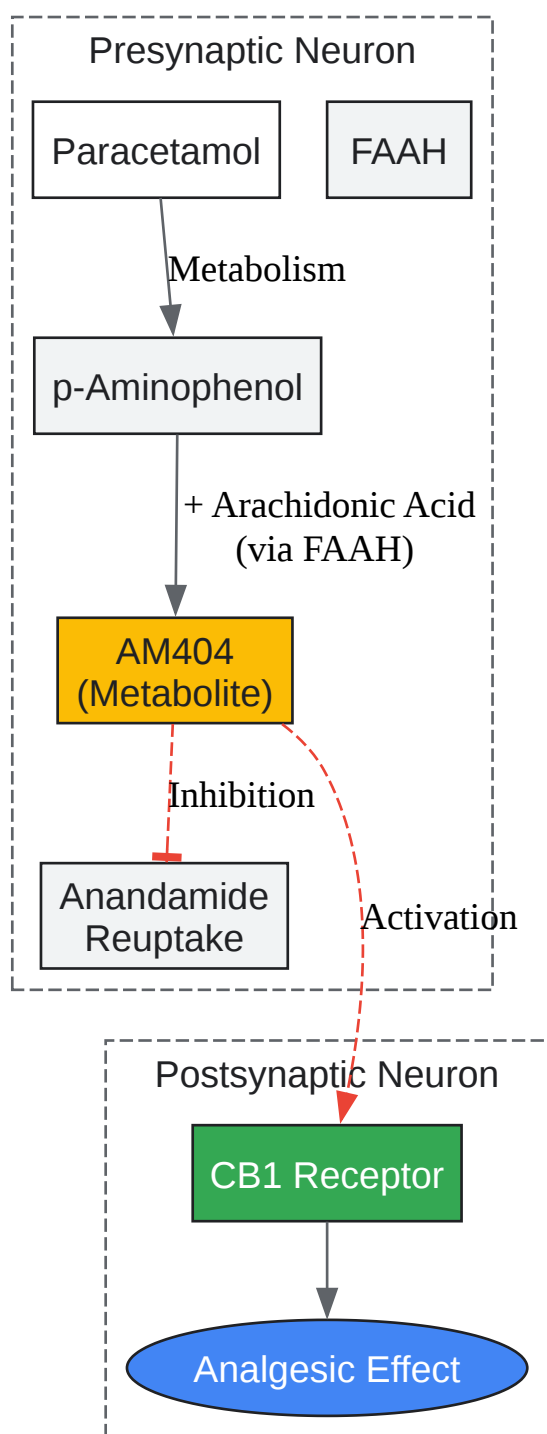 Presynaptic Neuron
Paracetamol
FAAH
Metabolism
p-Aminophenol
+ Arachidonic Acid
(via FAAH)
AM404
(Metabolite)
Inhibition
Anandamide
Reuptake
Activation
Postsynaptic Neuron
CB1 Receptor
Analgesic Effect